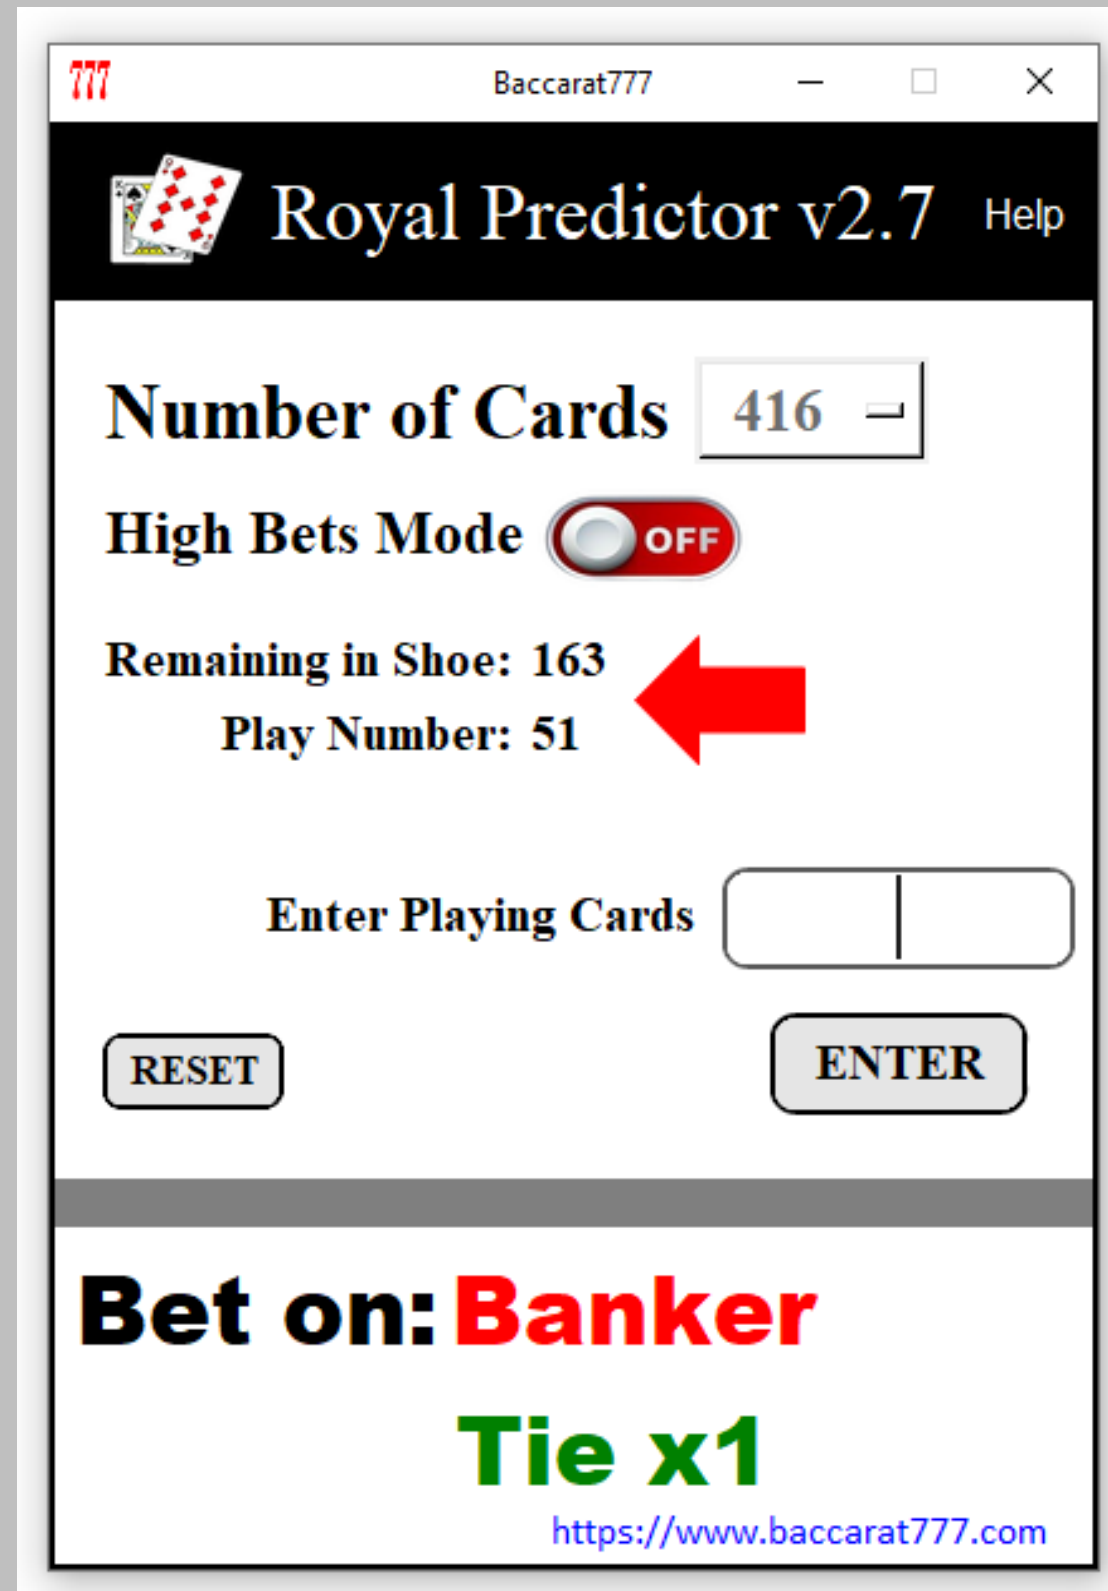 777 Baccarat777
Royal Predictor v2.7 Help
Number of Cards 416
High Bets Mode OFF
Remaining in Shoe: 163
Play Number: 51
Enter Playing Cards
RESET ENTER
Bet on: Banker
Tie x1
https://www.baccarat777.com